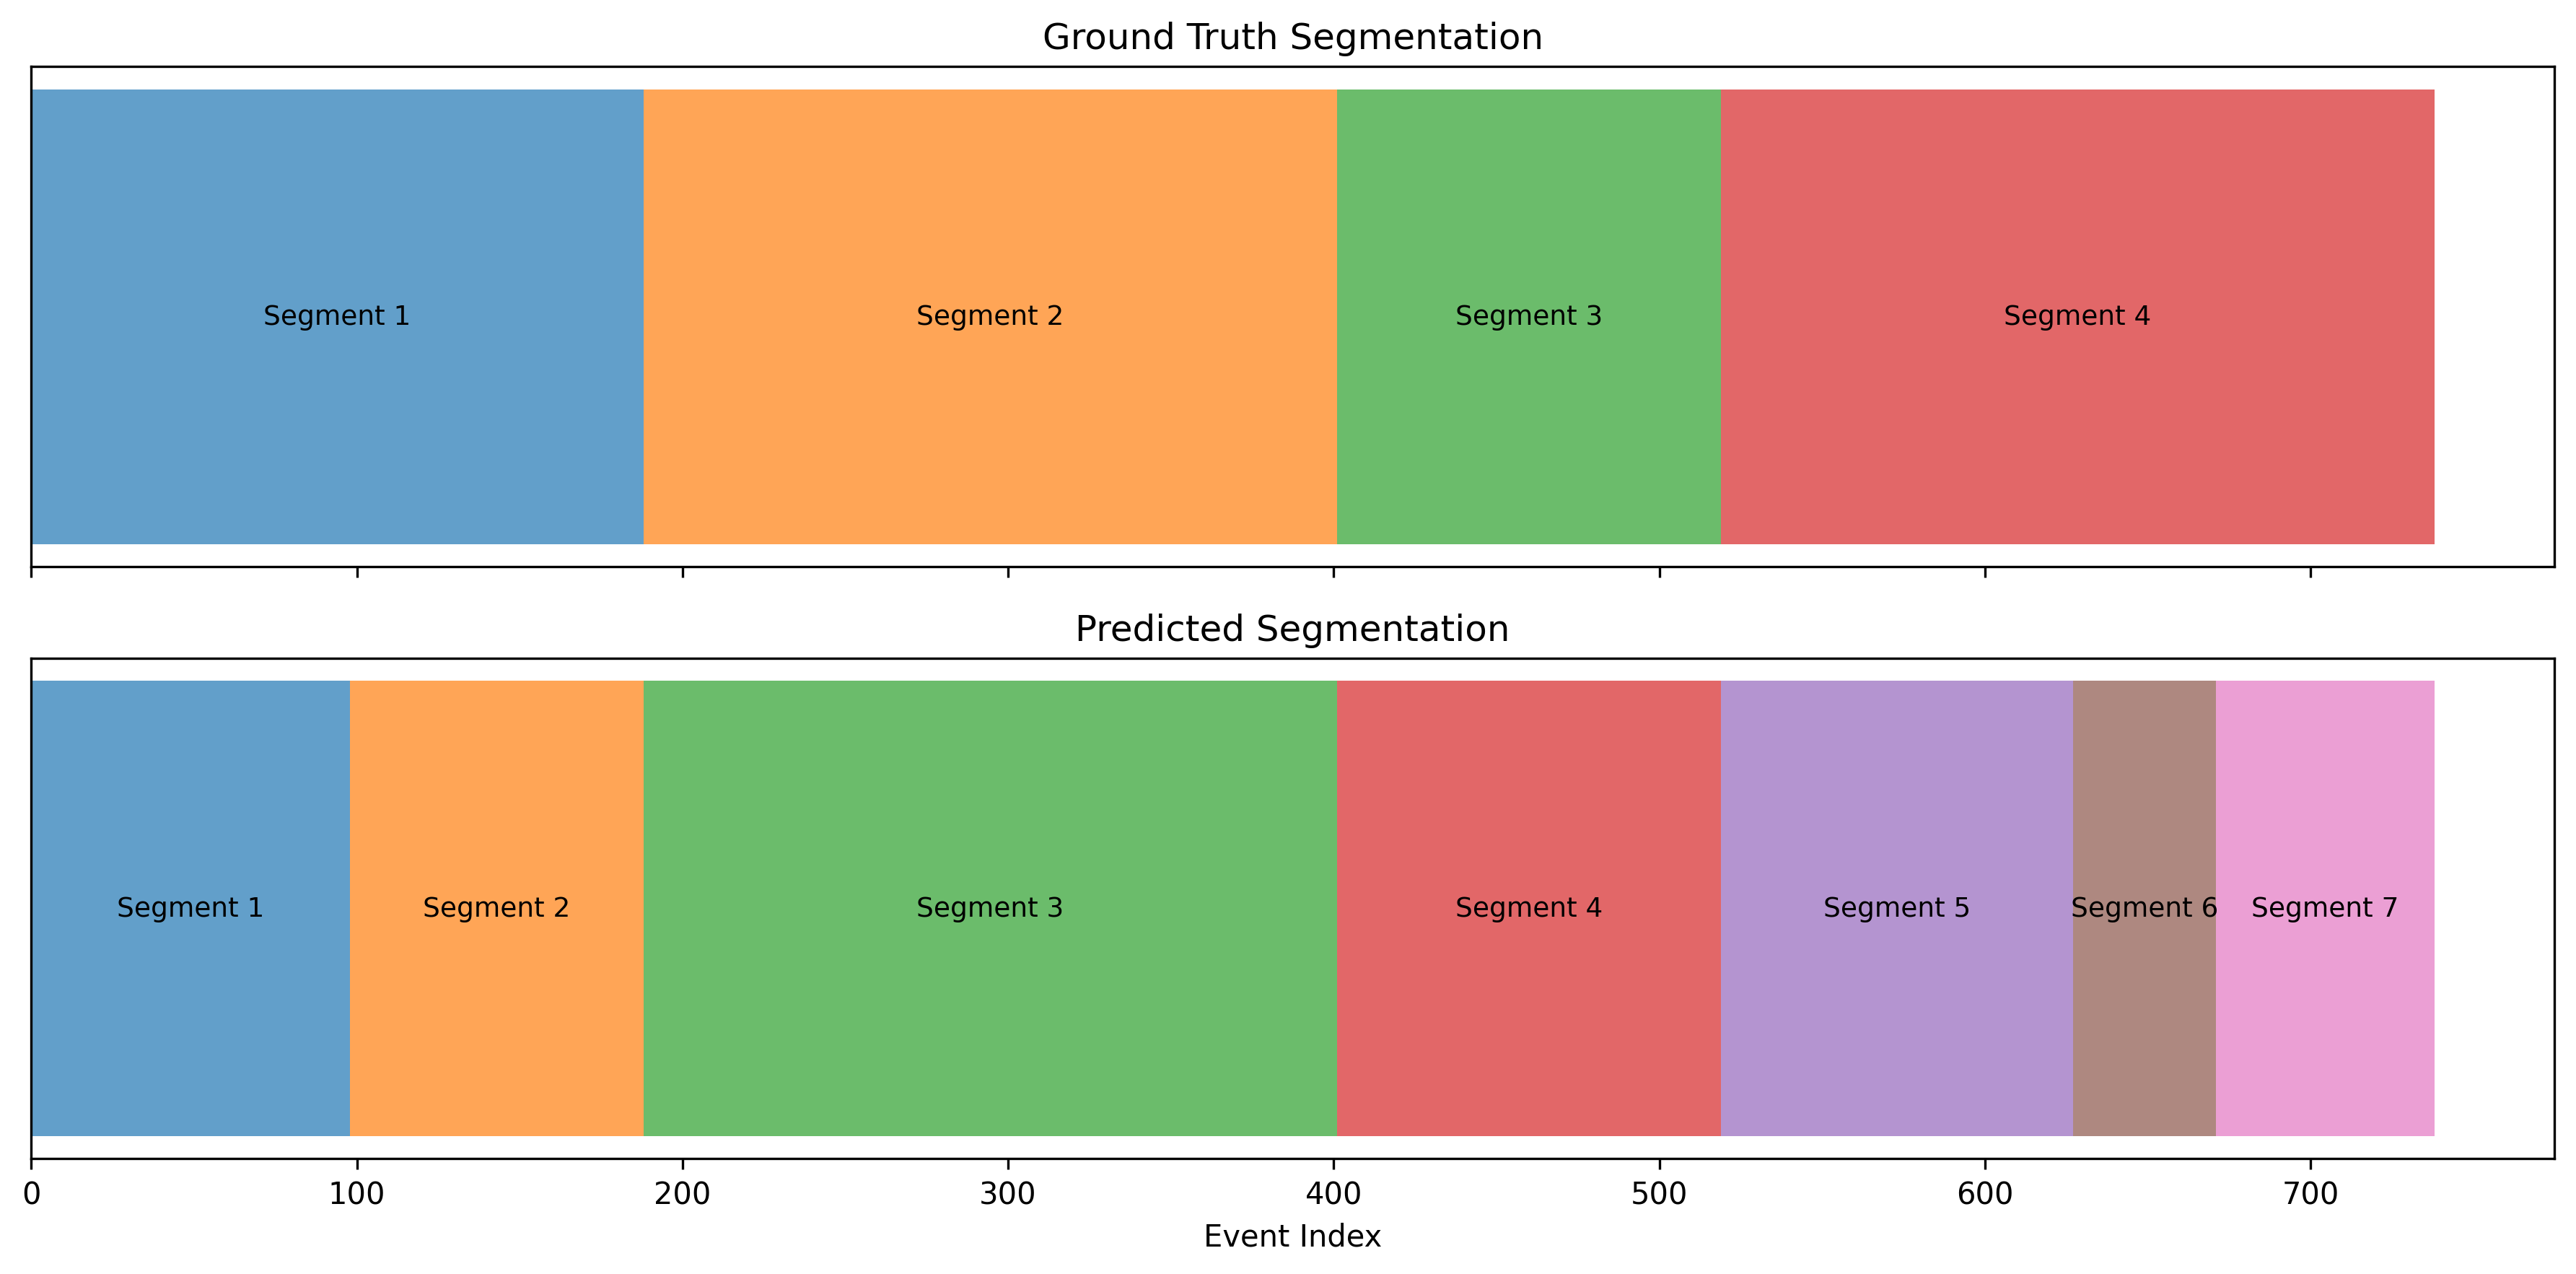 Ground Truth Segmentation
Segment 1 Segment 2 Segment 3 Segment 4
Predicted Segmentation
Segment 1 Segment 2 Segment 3 Segment 4 Segment 5 Segment 6 Segment 7
0 100 200 300 400 500 600 700
Event Index